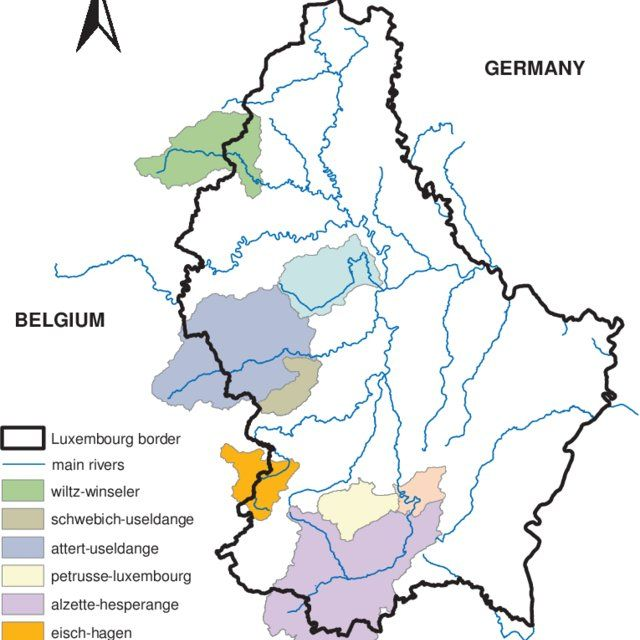 GERMANY
BELGIUM
Luxembourg border
main rivers
wiltz-winseler
schwebich-useldange
attert-useldange
petrusse-luxembourg
alzette-hesperange
eisch-hagen